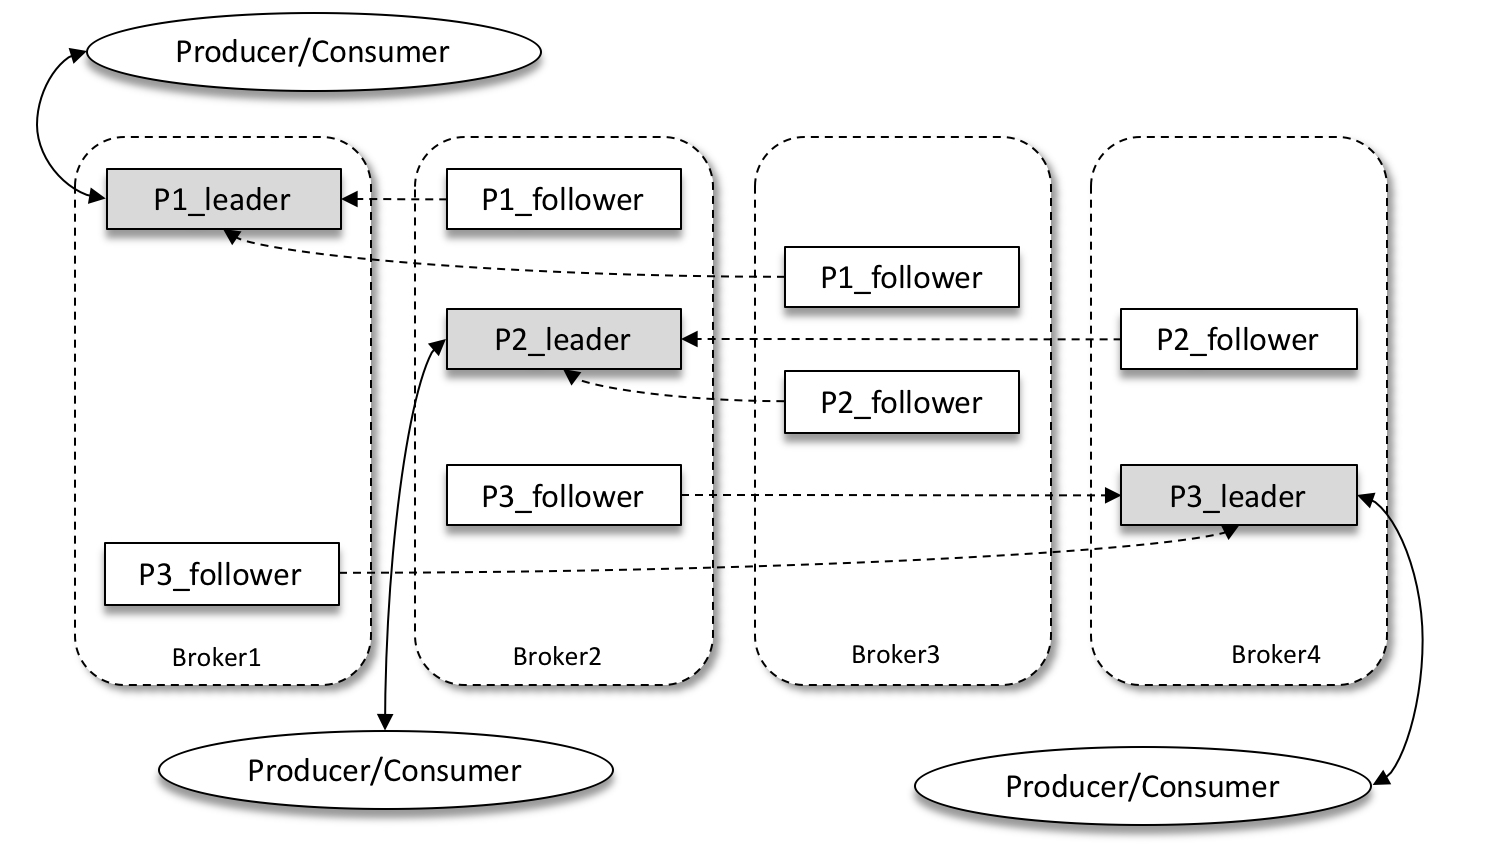 Producer/Consumer
P1_leader
P1_follower
P1_follower
P2_leader
P2_follower
P2_follower
P3_follower
P3_leader
P3_follower
Broker1
Broker2
Broker3
Broker4
Producer/Consumer
Producer/Consumer